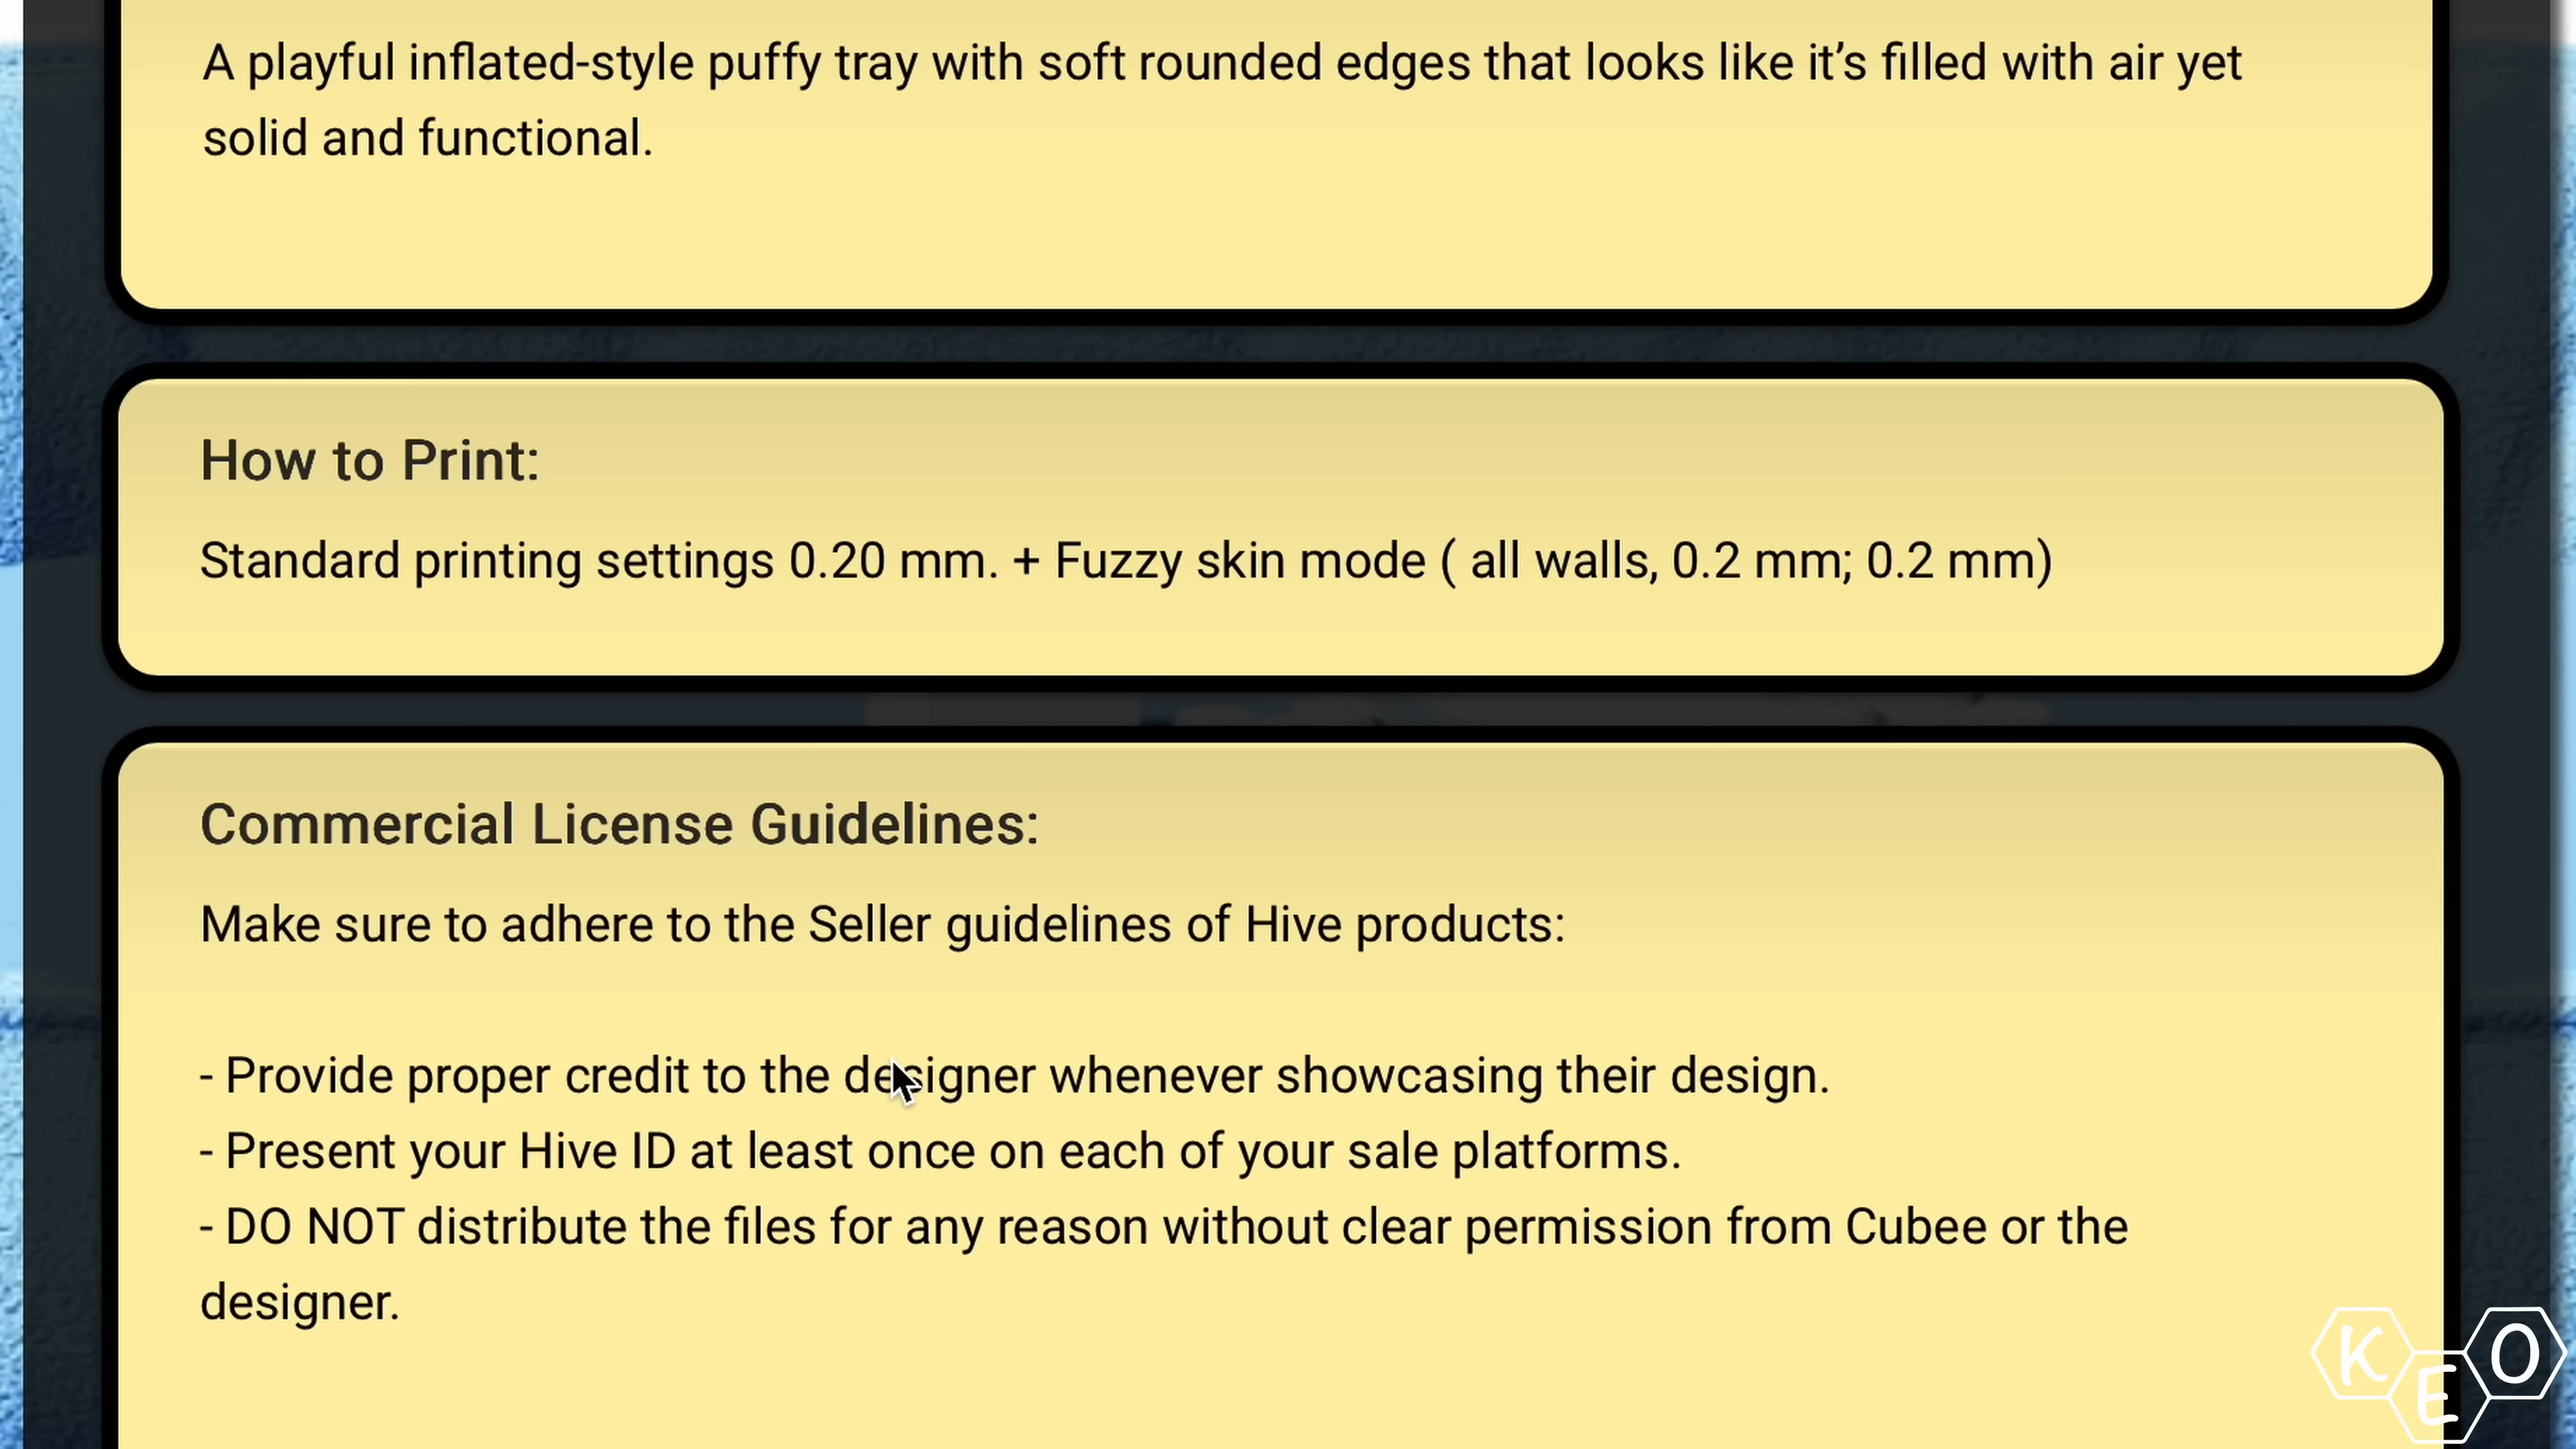 A playful inflated-style puffy tray with soft rounded edges that looks like it’s filled with air yet
solid and functional.
How to Print:
Standard printing settings 0.20 mm. + Fuzzy skin mode ( all walls, 0.2 mm; 0.2 mm)
Commercial License Guidelines:
Make sure to adhere to the Seller guidelines of Hive products:
- Provide proper credit to the designer whenever showcasing their design.
- Present your Hive ID at least once on each of your sale platforms.
- DO NOT distribute the files for any reason without clear permission from Cubee or the
designer.
KEO